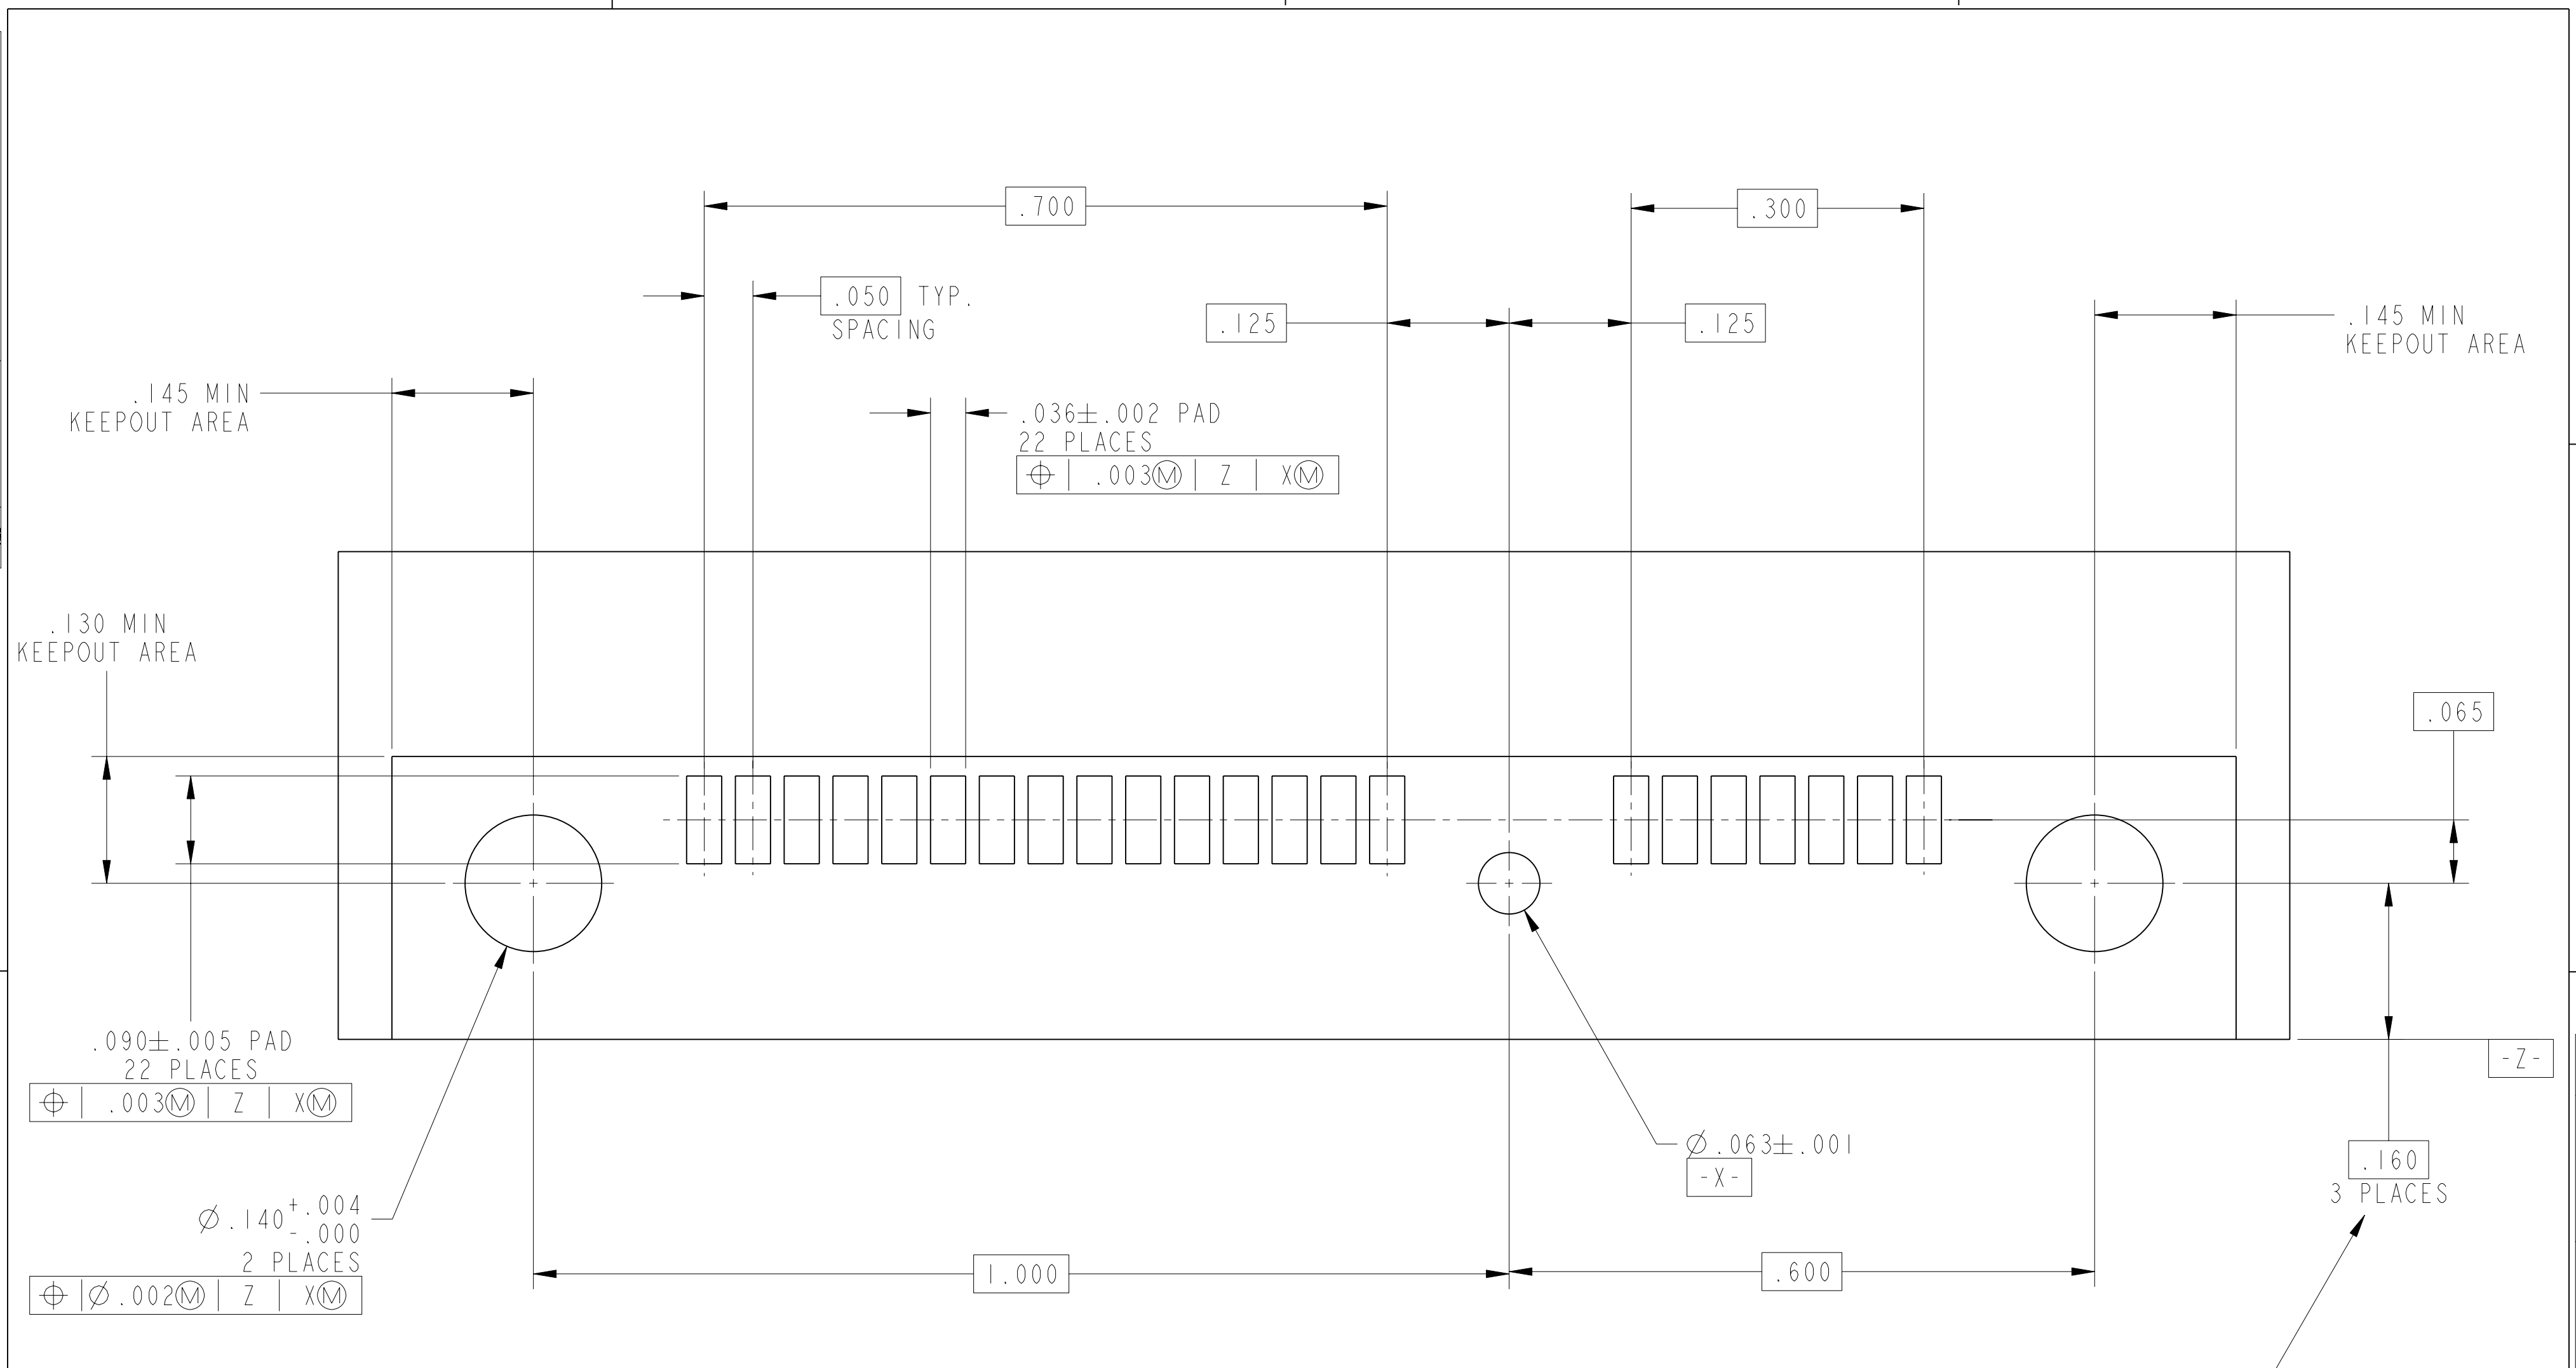 .700
.300
.050 TYP.
SPACING
.125
.125
.145 MIN
KEEPOUT AREA
.145 MIN
KEEPOUT AREA
.036±.002 PAD
22 PLACES
⌖ .003Ⓜ Z XⓂ
.130 MIN
KEEPOUT AREA
.065
.090±.005 PAD
22 PLACES
⌖ .003Ⓜ Z XⓂ
-Z-
Ø.063±.001
-X-
.160
3 PLACES
Ø.140 +.004
-.000
2 PLACES
⌖ Ø.002Ⓜ Z XⓂ
1.000
.600